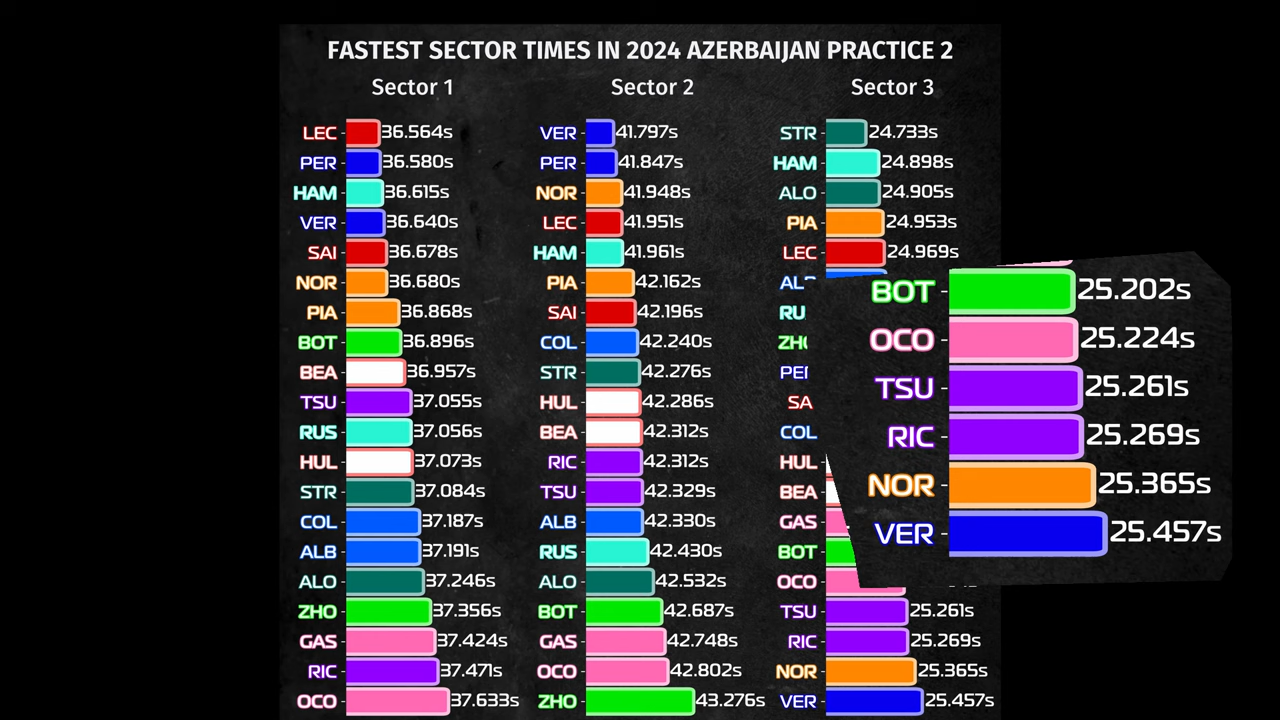 FASTEST SECTOR TIMES IN 2024 AZERBAIJAN PRACTICE 2
Sector 1
LEC 36.564s
PER 36.580s
HAM 36.615s
VER 36.640s
SAI 36.678s
NOR 36.680s
PIA 36.868s
BOT 36.896s
BEA 36.957s
TSU 37.055s
RUS 37.056s
HUL 37.073s
STR 37.084s
COL 37.187s
ALB 37.191s
ALO 37.246s
ZHO 37.356s
GAS 37.424s
RIC 37.471s
OCO 37.633s
Sector 2
VER 41.797s
PER 41.847s
NOR 41.948s
LEC 41.951s
HAM 41.961s
PIA 42.162s
SAI 42.196s
COL 42.240s
STR 42.276s
HUL 42.286s
BEA 42.312s
RIC 42.312s
TSU 42.329s
ALB 42.330s
RUS 42.430s
ALO 42.532s
BOT 42.687s
GAS 42.748s
OCO 42.802s
ZHO 43.276s
Sector 3
STR 24.733s
HAM 24.898s
ALO 24.905s
PIA 24.953s
LEC 24.969s
COL
HUL
BEA
GAS
BOT
OCO
TSU 25.261s
RIC 25.269s
NOR 25.365s
VER 25.457s
BOT 25.202s
OCO 25.224s
TSU 25.261s
RIC 25.269s
NOR 25.365s
VER 25.457s